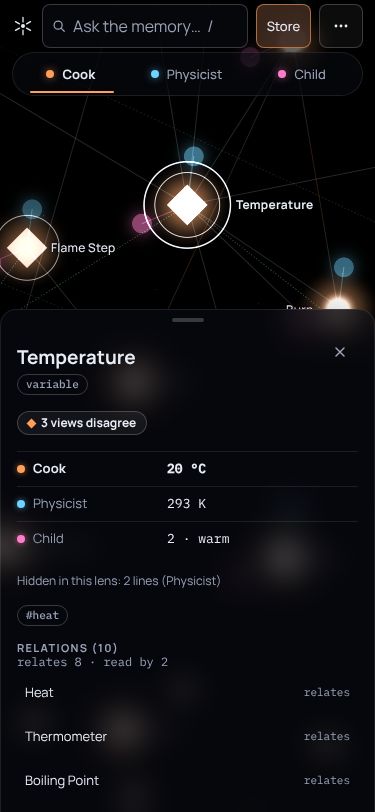 Ask the memory... /
Store
Cook
Physicist
Child
Temperature
Flame Step
Temperature
variable
3 views disagree
Cook 20 °C
Physicist 293 K
Child 2 · warm
Hidden in this lens: 2 lines (Physicist)
#heat
RELATIONS (10)
relates 8 · read by 2
Heat relates
Thermometer relates
Boiling Point relates